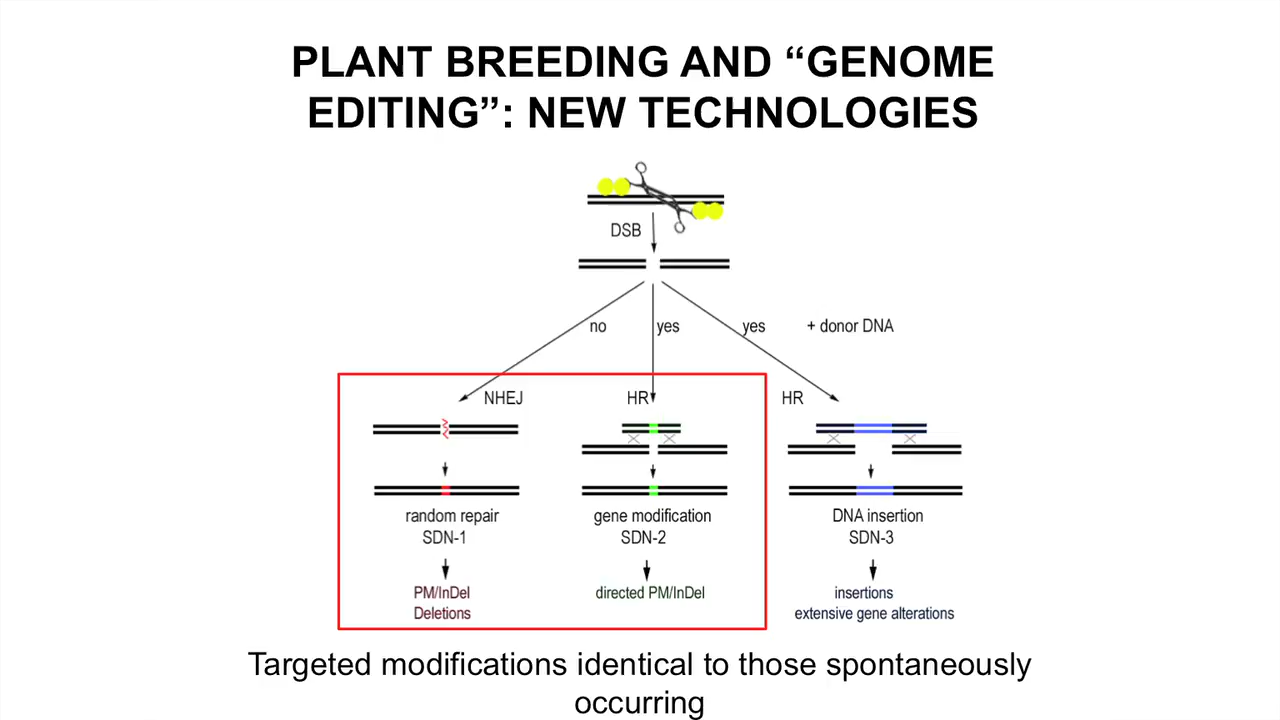 PLANT BREEDING AND “GENOME
EDITING”: NEW TECHNOLOGIES
DSB
no
yes
yes
+ donor DNA
NHEJ
HR
HR
random repair
SDN-1
gene modification
SDN-2
DNA insertion
SDN-3
PM/InDel
Deletions
directed PM/InDel
insertions
extensive gene alterations
Targeted modifications identical to those spontaneously
occurring